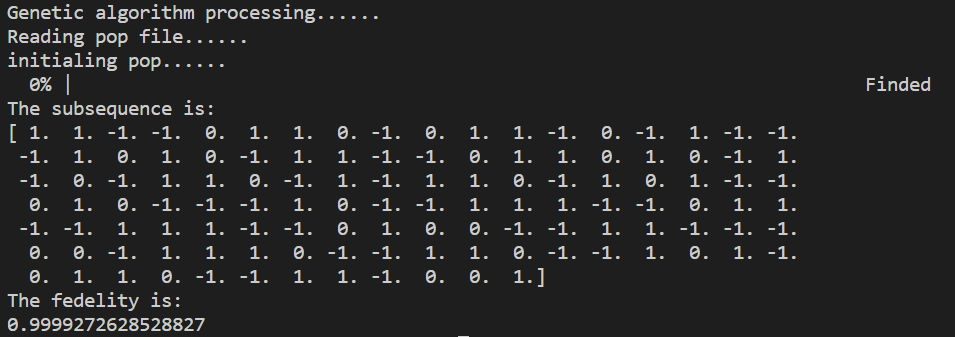 Genetic algorithm processing......
Reading pop file......
initialing pop......
  0% |                                                                    Finded
The subsequence is:
[ 1.  1. -1. -1.  0.  1.  1.  0. -1.  0.  1.  1. -1.  0. -1.  1. -1. -1.
 -1.  1.  0.  1.  0. -1.  1.  1. -1. -1.  0.  1.  1.  0.  1.  0. -1.  1.
 -1.  0. -1.  1.  1.  0. -1.  1. -1.  1.  1.  0. -1.  1.  0.  1. -1. -1.
  0.  1.  0. -1. -1. -1.  1.  0. -1. -1.  1.  1.  1. -1. -1.  0.  1.  1.
 -1. -1.  1.  1.  1. -1. -1.  0.  1.  0.  0. -1. -1.  1.  1. -1. -1. -1.
  0.  0. -1.  1.  1.  1.  0. -1. -1.  1.  1.  0. -1. -1.  1.  0.  1. -1.
  0.  1.  1.  0. -1. -1.  1.  1. -1.  0.  0.  1.]
The fedelity is:
0.9999272628528827